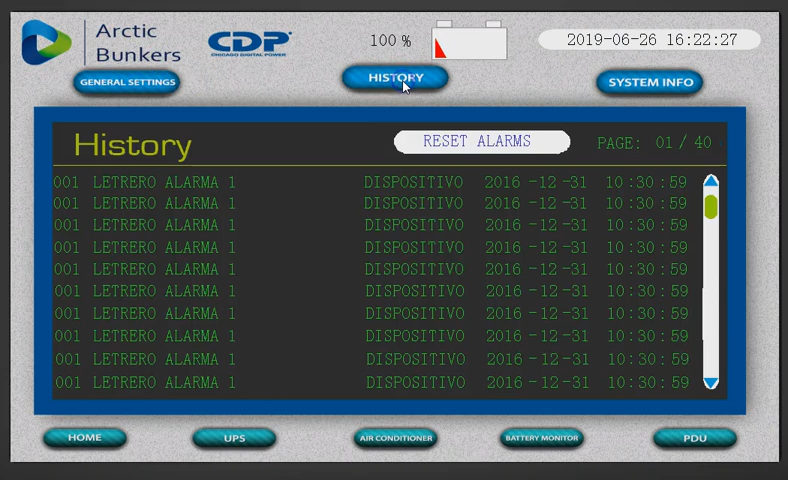 Arctic
Bunkers
CDP
CHICAGO DIGITAL POWER
100 %
2019-06-26 16:22:27
GENERAL SETTINGS
HISTORY
SYSTEM INFO
History
RESET ALARMS
PAGE: 01 / 40
001 LETRERO ALARMA 1 DISPOSITIVO 2016 -12 -31 10:30:59
001 LETRERO ALARMA 1 DISPOSITIVO 2016 -12 -31 10:30:59
001 LETRERO ALARMA 1 DISPOSITIVO 2016 -12 -31 10:30:59
001 LETRERO ALARMA 1 DISPOSITIVO 2016 -12 -31 10:30:59
001 LETRERO ALARMA 1 DISPOSITIVO 2016 -12 -31 10:30:59
001 LETRERO ALARMA 1 DISPOSITIVO 2016 -12 -31 10:30:59
001 LETRERO ALARMA 1 DISPOSITIVO 2016 -12 -31 10:30:59
001 LETRERO ALARMA 1 DISPOSITIVO 2016 -12 -31 10:30:59
001 LETRERO ALARMA 1 DISPOSITIVO 2016 -12 -31 10:30:59
001 LETRERO ALARMA 1 DISPOSITIVO 2016 -12 -31 10:30:59
HOME
UPS
AIR CONDITIONER
BATTERY MONITOR
PDU